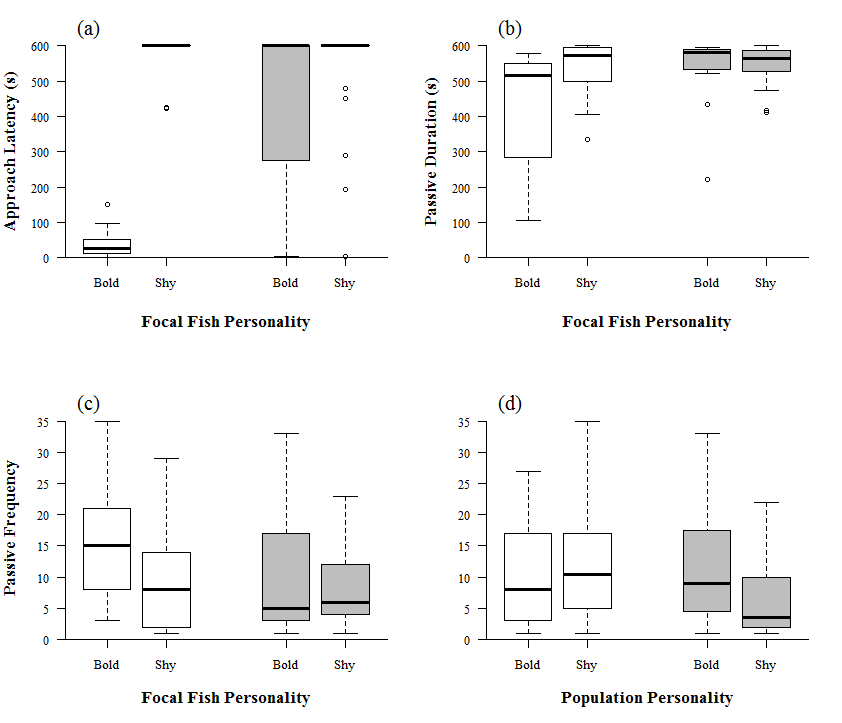 (a)
Approach Latency (s)
600
500
400
300
200
100
0
Bold Shy Bold Shy
Focal Fish Personality
(b)
Passive Duration (s)
600
500
400
300
200
100
0
Bold Shy Bold Shy
Focal Fish Personality
(c)
Passive Frequency
35
30
25
20
15
10
5
0
Bold Shy Bold Shy
Focal Fish Personality
(d)
35
30
25
20
15
10
5
0
Bold Shy Bold Shy
Population Personality